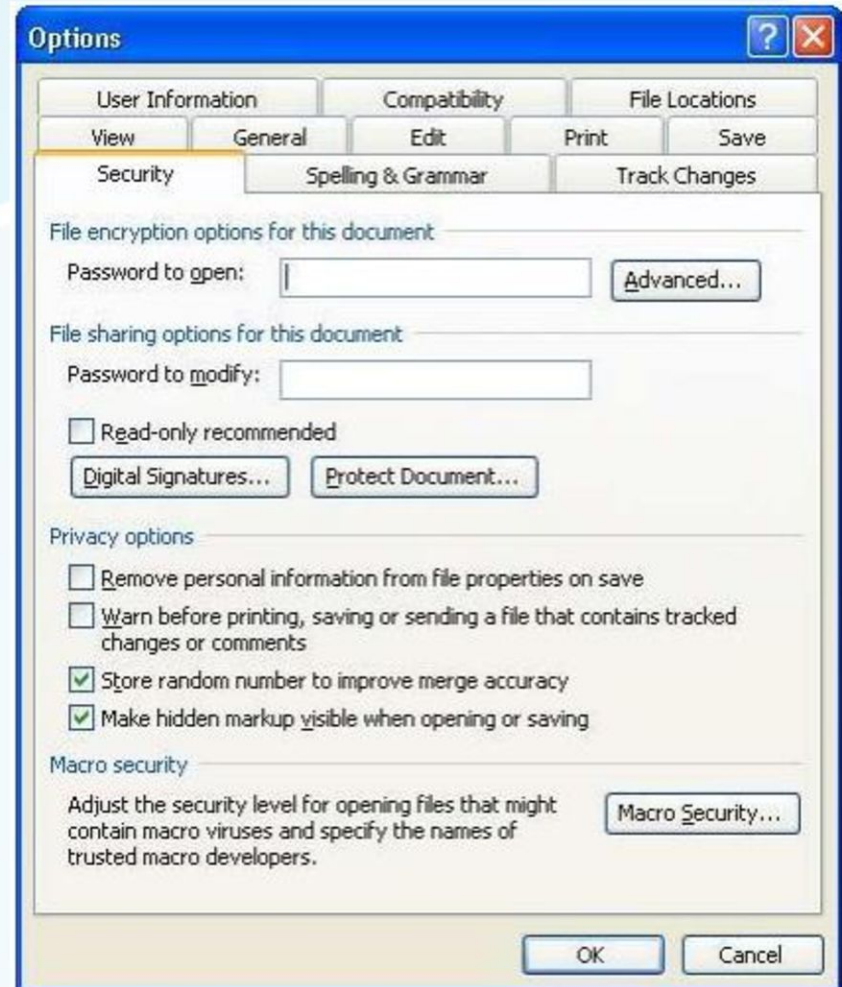 Options
User Information
Compatibility
File Locations
View
General
Edit
Print
Save
Security
Spelling & Grammar
Track Changes
File encryption options for this document
Password to open:
Advanced...
File sharing options for this document
Password to modify:
Read-only recommended
Digital Signatures...
Protect Document...
Privacy options
Remove personal information from file properties on save
Warn before printing, saving or sending a file that contains tracked
changes or comments
Store random number to improve merge accuracy
Make hidden markup visible when opening or saving
Macro security
Adjust the security level for opening files that might
contain macro viruses and specify the names of
trusted macro developers.
Macro Security...
OK
Cancel